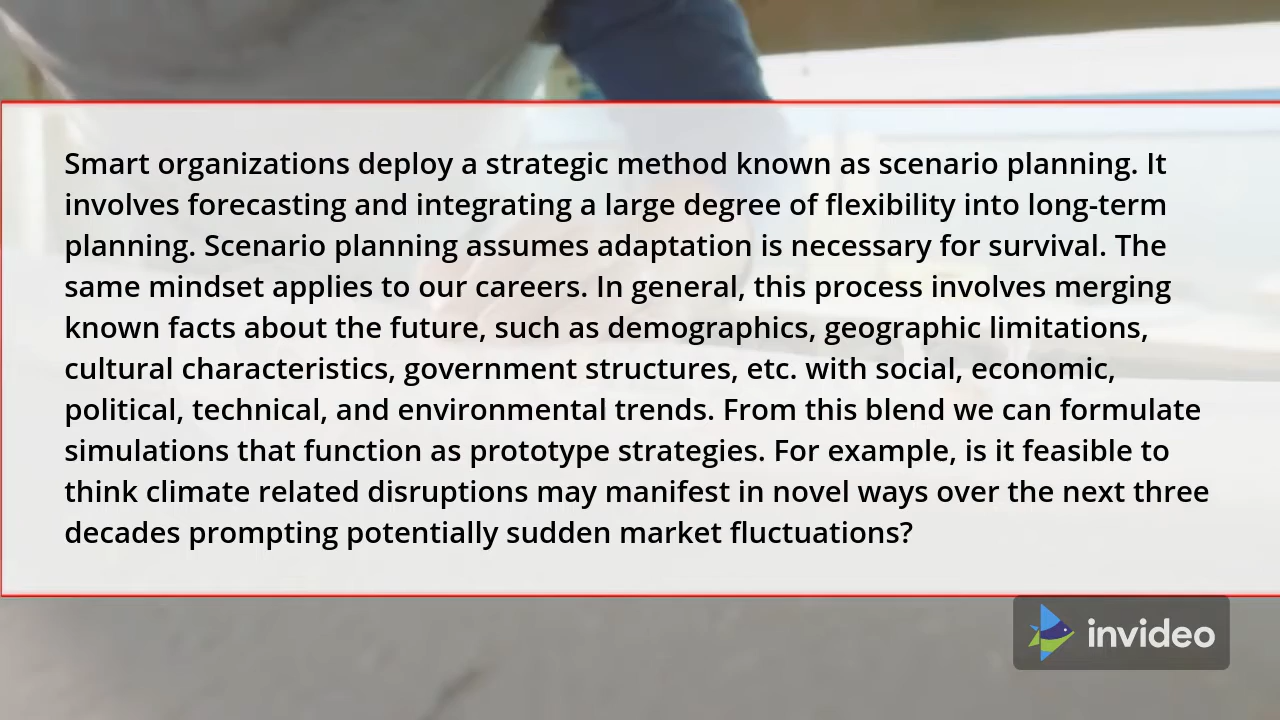 Smart organizations deploy a strategic method known as scenario planning. It
involves forecasting and integrating a large degree of flexibility into long-term
planning. Scenario planning assumes adaptation is necessary for survival. The
same mindset applies to our careers. In general, this process involves merging
known facts about the future, such as demographics, geographic limitations,
cultural characteristics, government structures, etc. with social, economic,
political, technical, and environmental trends. From this blend we can formulate
simulations that function as prototype strategies. For example, is it feasible to
think climate related disruptions may manifest in novel ways over the next three
decades prompting potentially sudden market fluctuations?
invideo